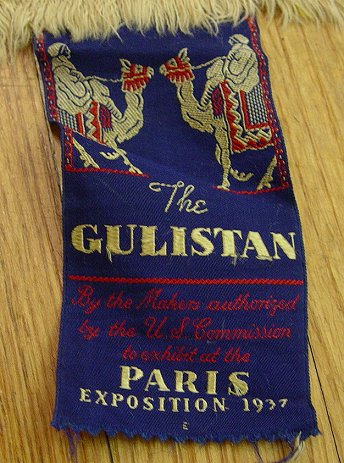 The
GULISTAN
By the Makers authorized
by the U.S. Commission
to exhibit at the
PARIS
EXPOSITION 1937
E